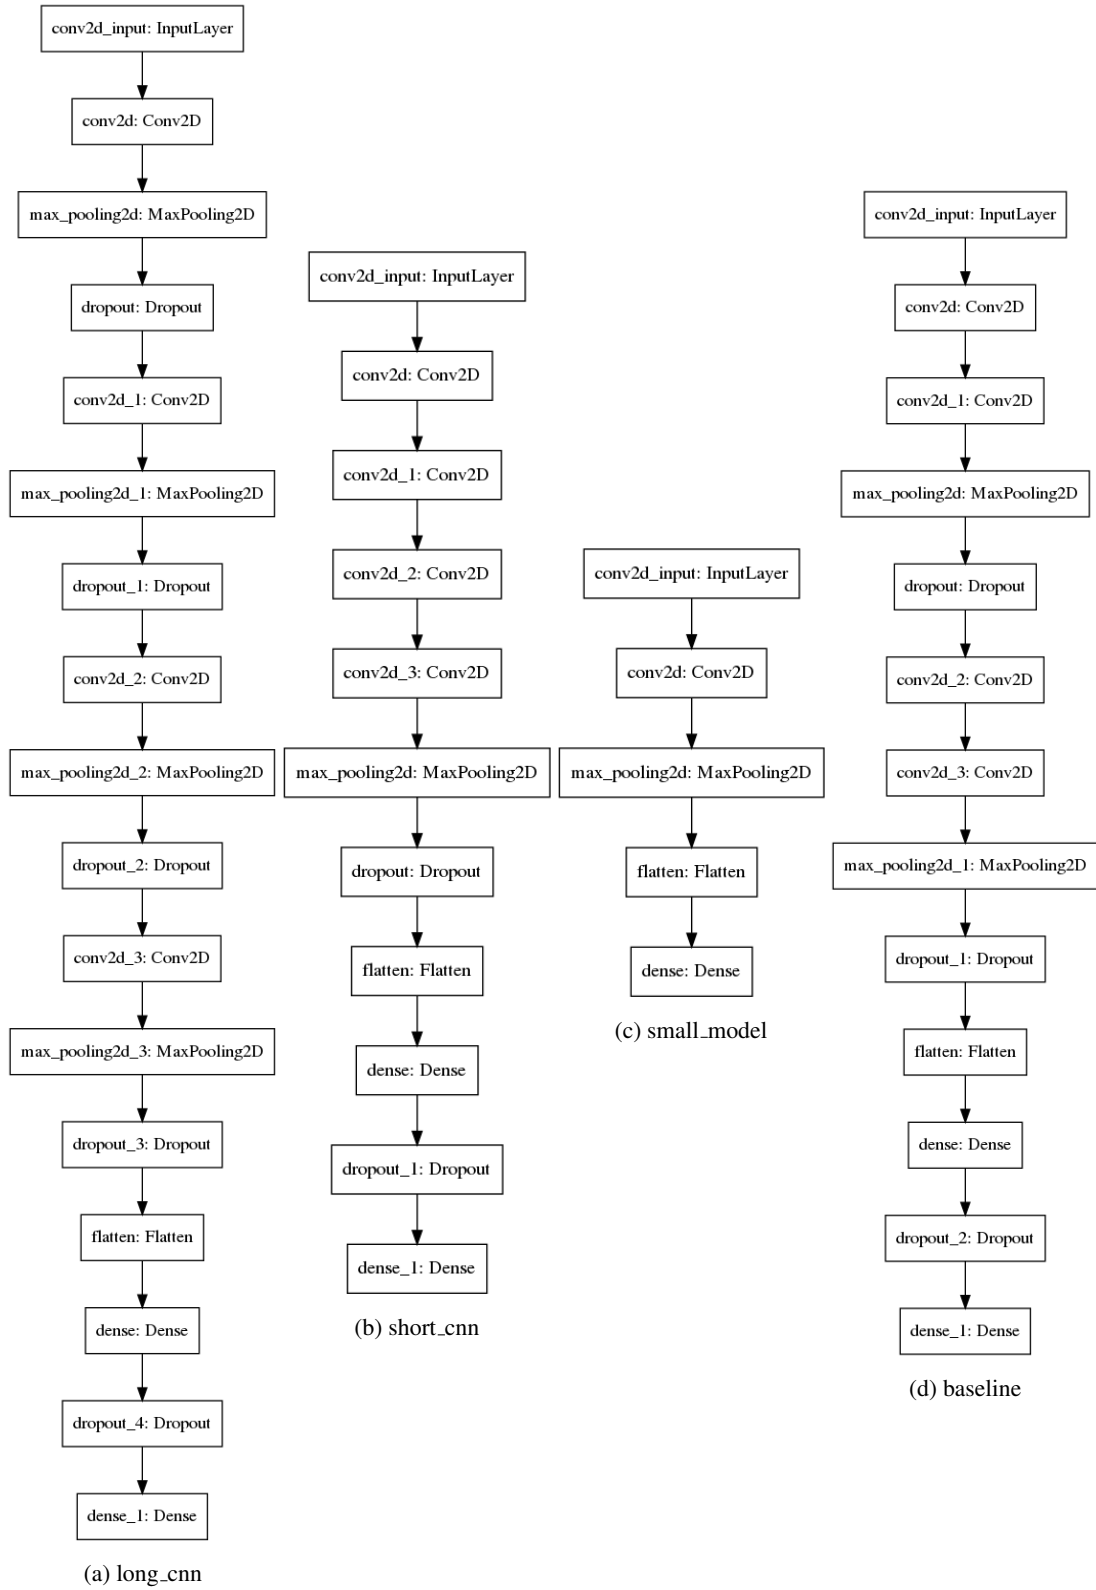 conv2d_input: InputLayer
conv2d: Conv2D
max_pooling2d: MaxPooling2D
dropout: Dropout
conv2d_1: Conv2D
max_pooling2d_1: MaxPooling2D
dropout_1: Dropout
conv2d_2: Conv2D
max_pooling2d_2: MaxPooling2D
dropout_2: Dropout
conv2d_3: Conv2D
max_pooling2d_3: MaxPooling2D
dropout_3: Dropout
flatten: Flatten
dense: Dense
dropout_4: Dropout
dense_1: Dense
(a) long_cnn
conv2d_input: InputLayer
conv2d: Conv2D
conv2d_1: Conv2D
conv2d_2: Conv2D
conv2d_3: Conv2D
max_pooling2d: MaxPooling2D
dropout: Dropout
flatten: Flatten
dense: Dense
dropout_1: Dropout
dense_1: Dense
(b) short_cnn
conv2d_input: InputLayer
conv2d: Conv2D
max_pooling2d: MaxPooling2D
flatten: Flatten
dense: Dense
(c) small_model
conv2d_input: InputLayer
conv2d: Conv2D
conv2d_1: Conv2D
max_pooling2d: MaxPooling2D
dropout: Dropout
conv2d_2: Conv2D
conv2d_3: Conv2D
max_pooling2d_1: MaxPooling2D
dropout_1: Dropout
flatten: Flatten
dense: Dense
dropout_2: Dropout
dense_1: Dense
(d) baseline